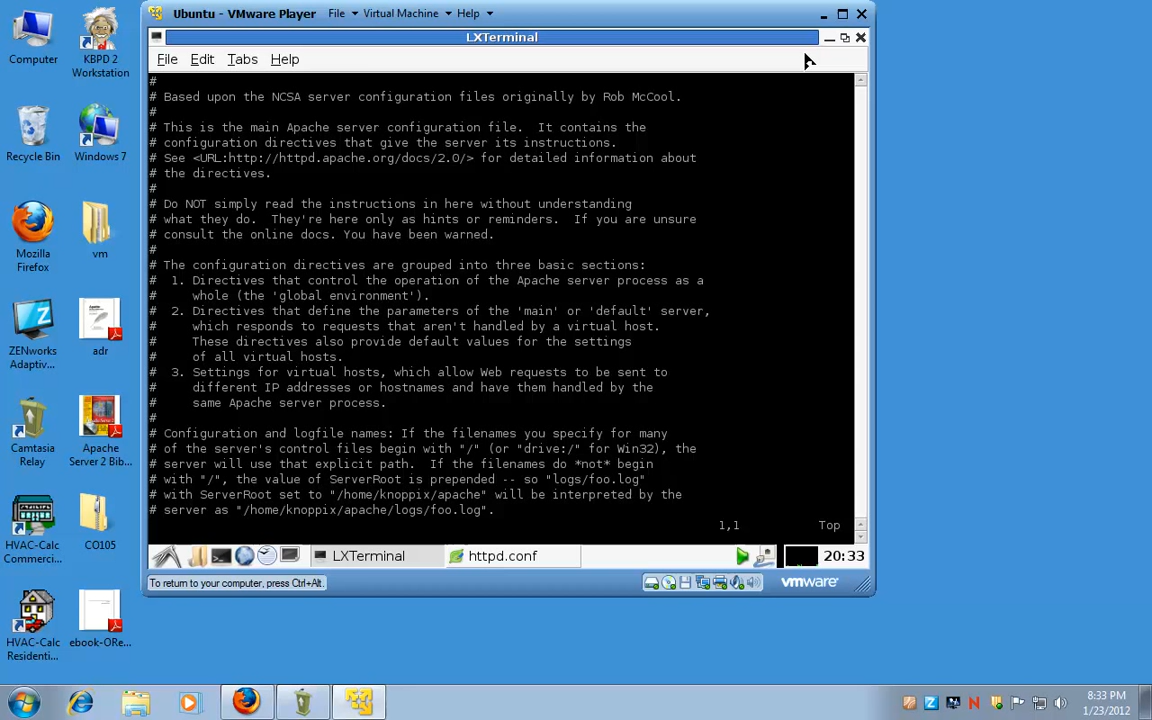 Computer
KBPD 2
Workstation
Recycle Bin
Windows 7
Mozilla
Firefox
vm
ZENworks
Adaptiv...
adr
Camtasia
Relay
Apache
Server 2 Bib...
HVAC-Calc
Commerci...
CO105
HVAC-Calc
Residenti...
ebook-ORe...
Ubuntu - VMware Player File Virtual Machine Help
LXTerminal
File Edit Tabs Help
#
# Based upon the NCSA server configuration files originally by Rob McCool.
#
# This is the main Apache server configuration file.  It contains the
# configuration directives that give the server its instructions.
# See <URL:http://httpd.apache.org/docs/2.0/> for detailed information about
# the directives.
#
# Do NOT simply read the instructions in here without understanding
# what they do.  They're here only as hints or reminders.  If you are unsure
# consult the online docs. You have been warned.
#
# The configuration directives are grouped into three basic sections:
#  1. Directives that control the operation of the Apache server process as a
#     whole (the 'global environment').
#  2. Directives that define the parameters of the 'main' or 'default' server,
#     which responds to requests that aren't handled by a virtual host.
#     These directives also provide default values for the settings
#     of all virtual hosts.
#  3. Settings for virtual hosts, which allow Web requests to be sent to
#     different IP addresses or hostnames and have them handled by the
#     same Apache server process.
#
# Configuration and logfile names: If the filenames you specify for many
# of the server's control files begin with "/" (or "drive:/" for Win32), the
# server will use that explicit path.  If the filenames do *not* begin
# with "/", the value of ServerRoot is prepended -- so "logs/foo.log"
# with ServerRoot set to "/home/knoppix/apache" will be interpreted by the
# server as "/home/knoppix/apache/logs/foo.log".
1,1 Top
LXTerminal httpd.conf 20:33
To return to your computer, press Ctrl+Alt.
vmware
8:33 PM
1/23/2012